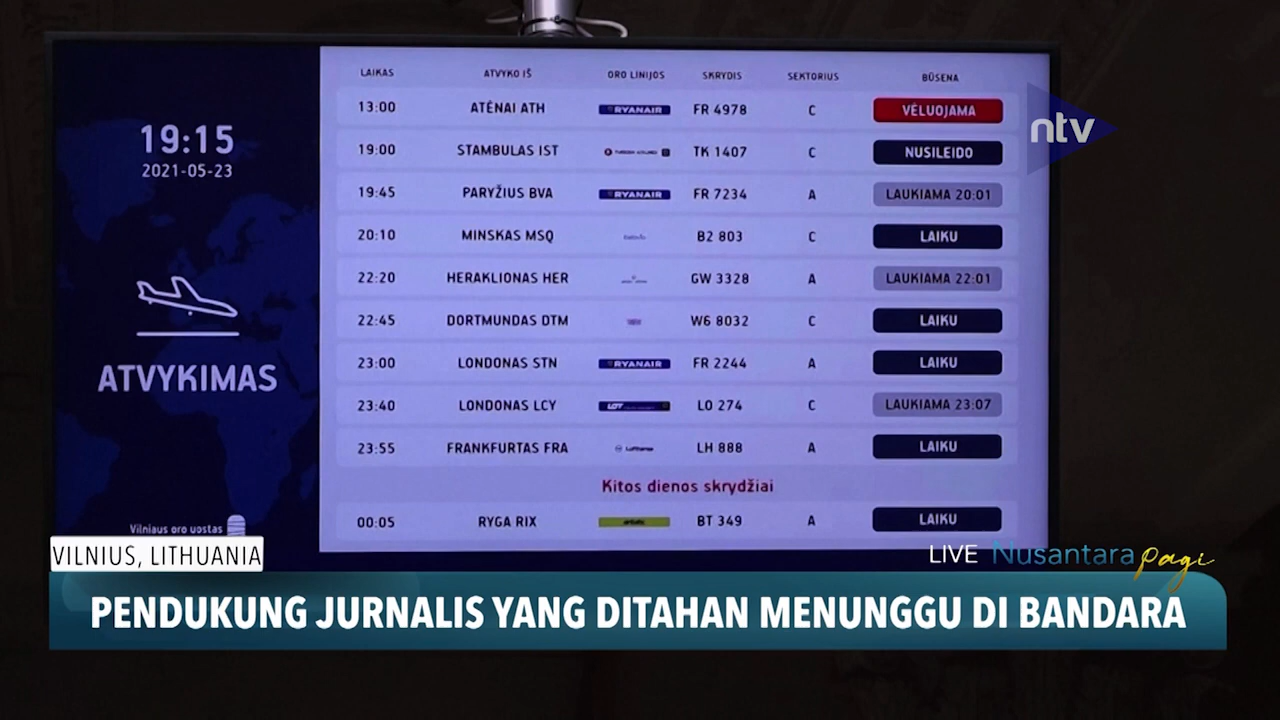 LAIKAS ATVYKO IŠ ORO LINIJOS SKRYDIS SEKTORIUS BŪSENA
13:00 ATĖNAI ATH RYANAIR FR 4978 C VĖLUOJAMA
19:15
2021-05-23
ntv
19:00 STAMBULAS IST TURKISH AIRLINES TK 1407 C NUSILEIDO
19:45 PARYŽIUS BVA RYANAIR FR 7234 A LAUKIAMA 20:01
20:10 MINSKAS MSQ B2 803 C LAIKU
22:20 HERAKLIONAS HER GW 3328 A LAUKIAMA 22:01
22:45 DORTMUNDAS DTM W6 8032 C LAIKU
23:00 LONDONAS STN RYANAIR FR 2244 A LAIKU
ATVYKIMAS
23:40 LONDONAS LCY LOT LO 274 C LAUKIAMA 23:07
23:55 FRANKFURTAS FRA Lufthansa LH 888 A LAIKU
Kitos dienos skrydžiai
00:05 RYGA RIX airBaltic BT 349 A LAIKU
Vilniaus oro uostas
VILNIUS, LITHUANIA
LIVE Nusantara pagi
PENDUKUNG JURNALIS YANG DITAHAN MENUNGGU DI BANDARA